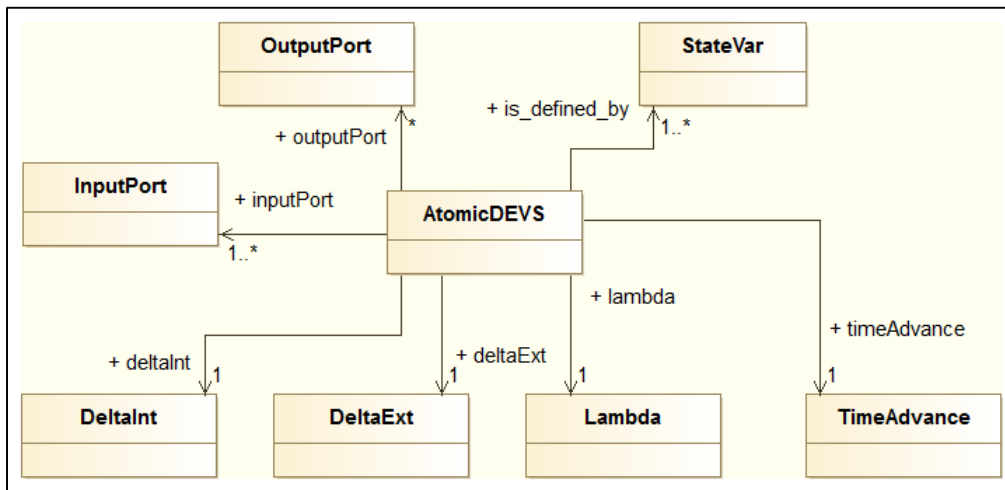 OutputPort
StateVar
+ is_defined_by
*
1..*
+ outputPort
InputPort
+ inputPort
AtomicDEVS
1..*
+ lambda
+ timeAdvance
+ deltaInt
+ deltaExt
1
1
1
1
DeltaInt
DeltaExt
Lambda
TimeAdvance